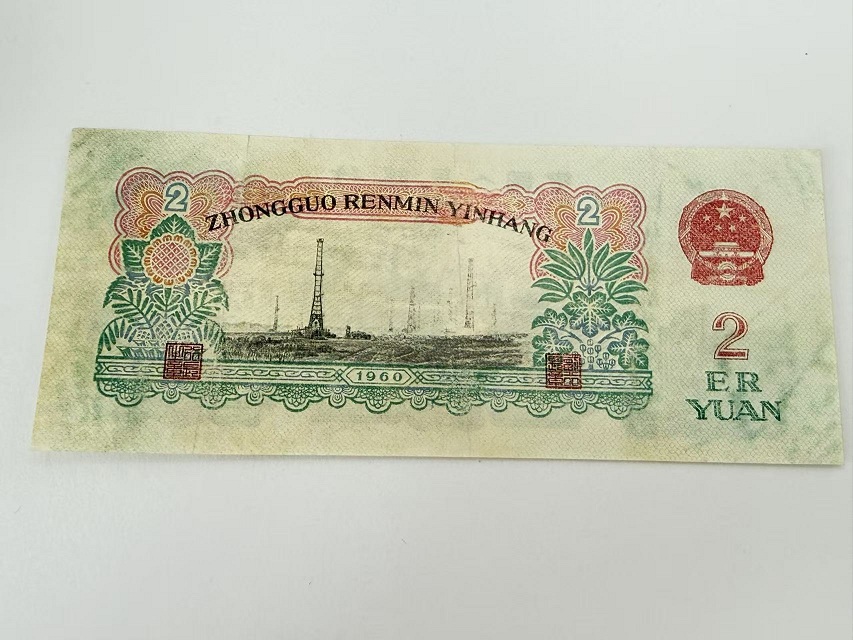 2
2
ZHONGGUO RENMIN YINHANG
1960
2
ER
YUAN